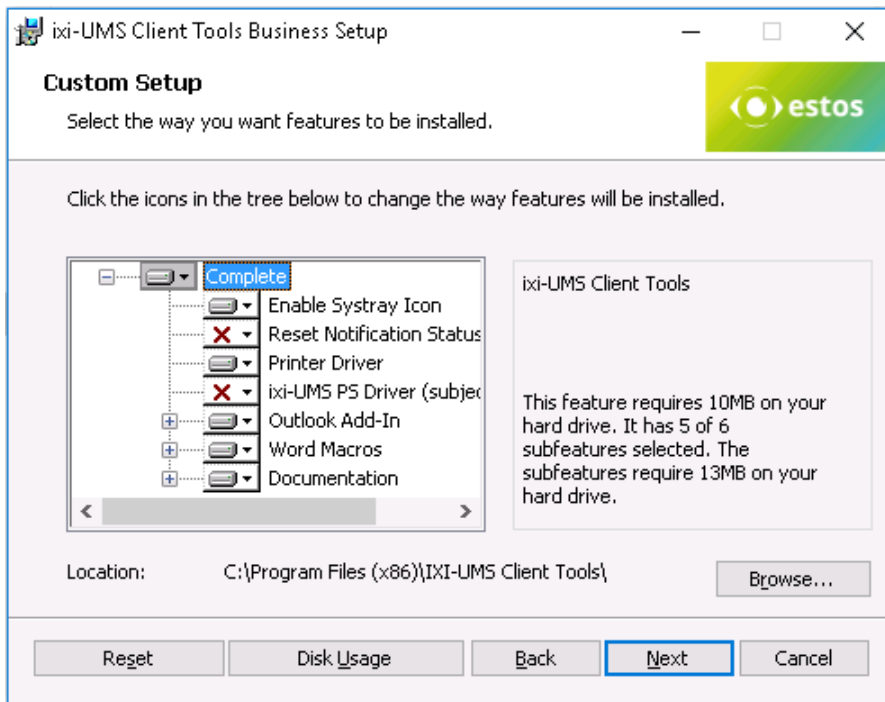 ixi-UMS Client Tools Business Setup
Custom Setup
Select the way you want features to be installed.
estos
Click the icons in the tree below to change the way features will be installed.
Complete
Enable Systray Icon
Reset Notification Status
Printer Driver
ixi-UMS PS Driver (subjec
Outlook Add-In
Word Macros
Documentation
ixi-UMS Client Tools
This feature requires 10MB on your
hard drive. It has 5 of 6
subfeatures selected. The
subfeatures require 13MB on your
hard drive.
Location: C:\Program Files (x86)\IXI-UMS Client Tools\
Browse...
Reset Disk Usage Back Next Cancel